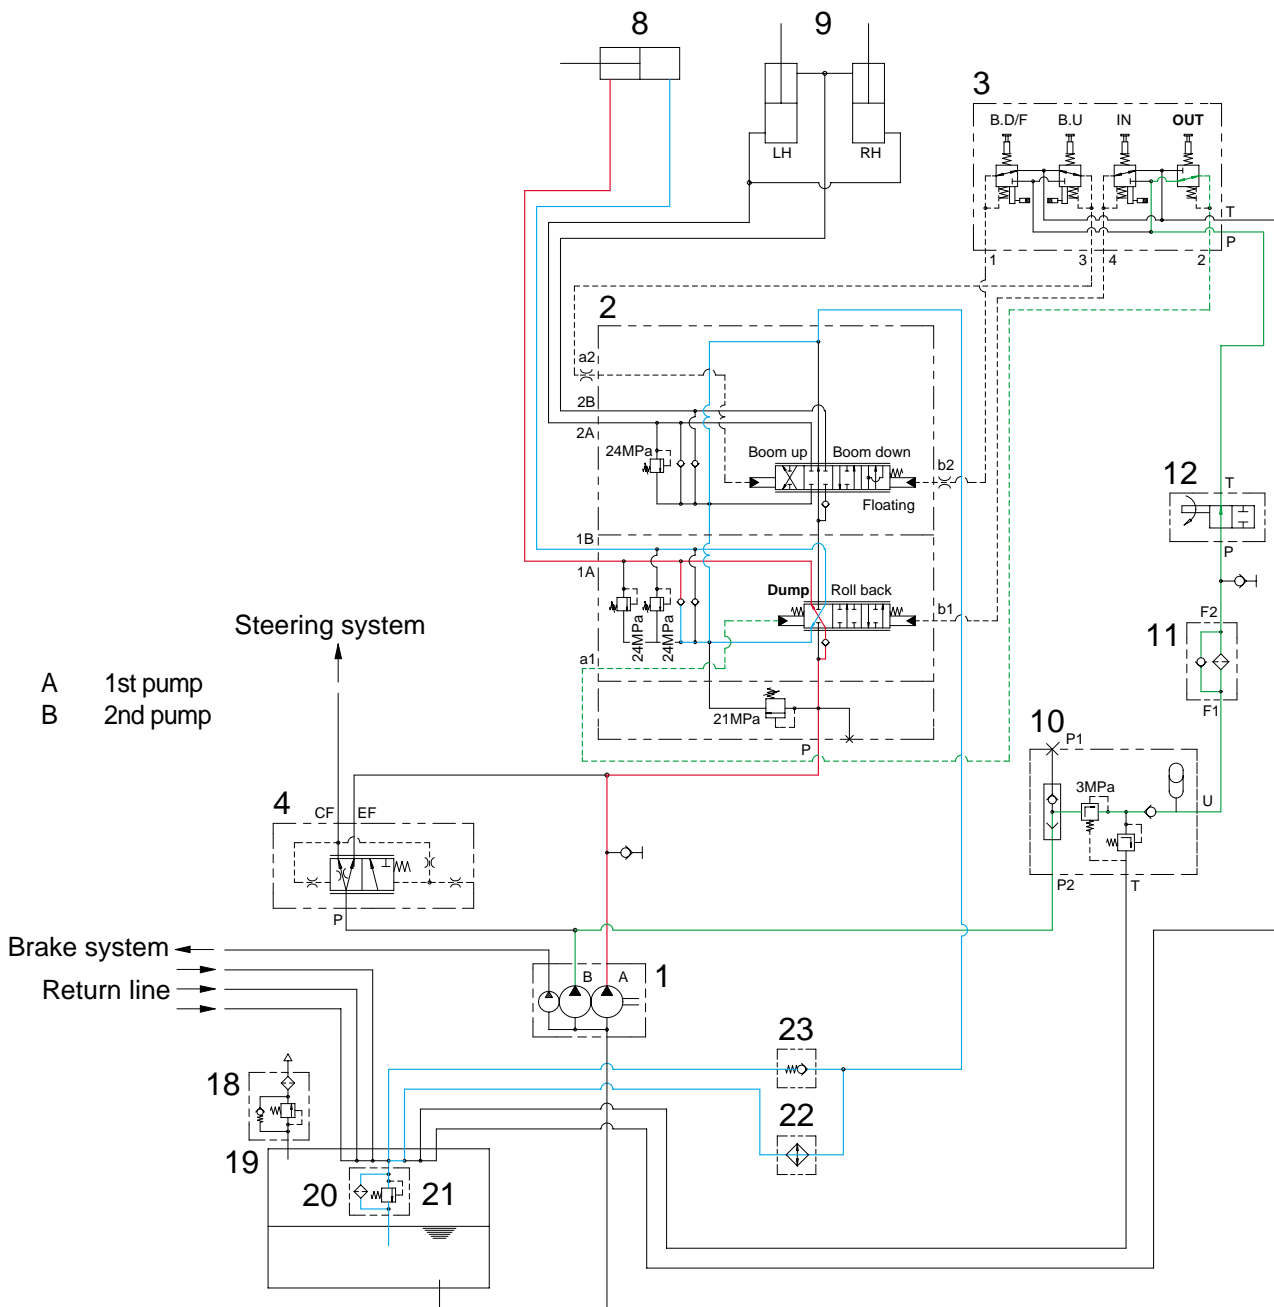 8
9
3
B.D/F B.U IN OUT
LH RH
T
P
1 3 4 2
2
a2
2B
2A
24MPa
Boom up Boom down
b2
Floating
12
T
P
1B
1A
Dump Roll back
b1
24MPa 24MPa
a1
F2
11
F1
Steering system
A 1st pump
B 2nd pump
21MPa
P
10
P1
3MPa
U
P2 T
4
CF EF
P
Brake system
Return line
B A
1
23
22
18
19
20 21